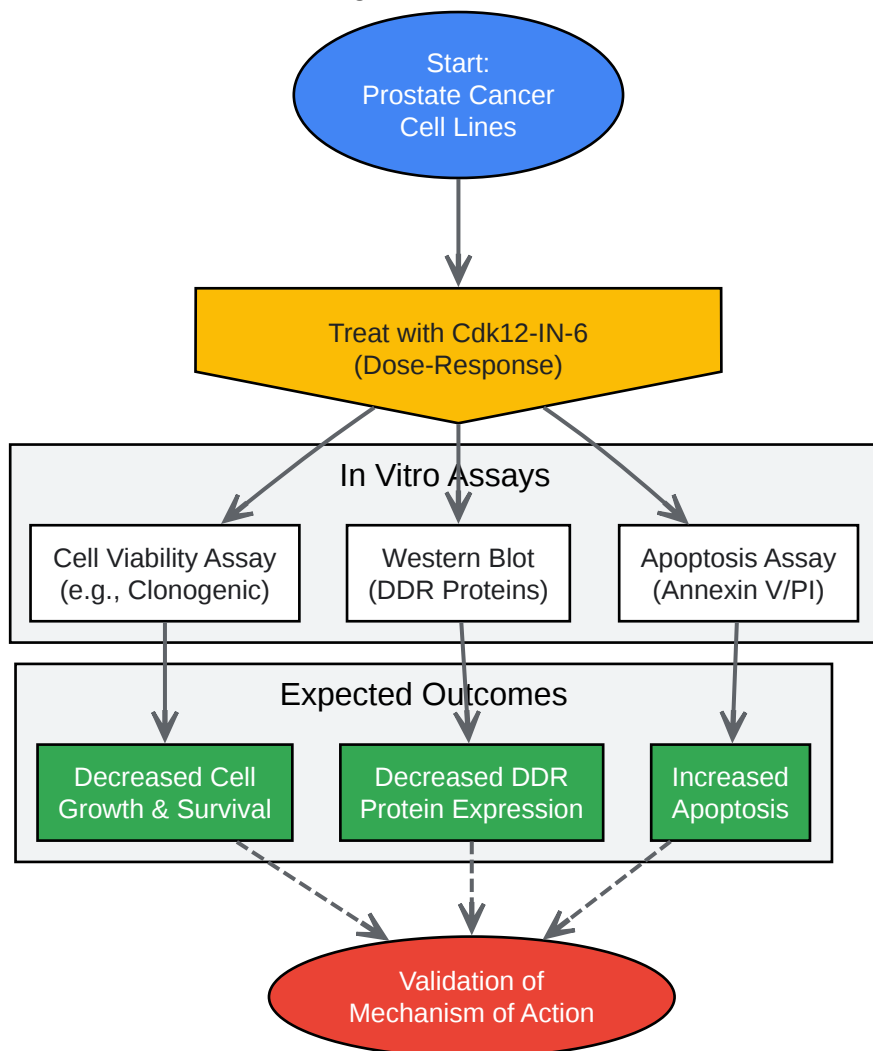 Start:
Prostate Cancer
Cell Lines
Treat with Cdk12-IN-6
(Dose-Response)
In Vitro Assays
Cell Viability Assay
(e.g., Clonogenic)
Western Blot
(DDR Proteins)
Apoptosis Assay
(Annexin V/PI)
Expected Outcomes
Decreased Cell
Growth & Survival
Decreased DDR
Protein Expression
Increased
Apoptosis
Validation of
Mechanism of Action